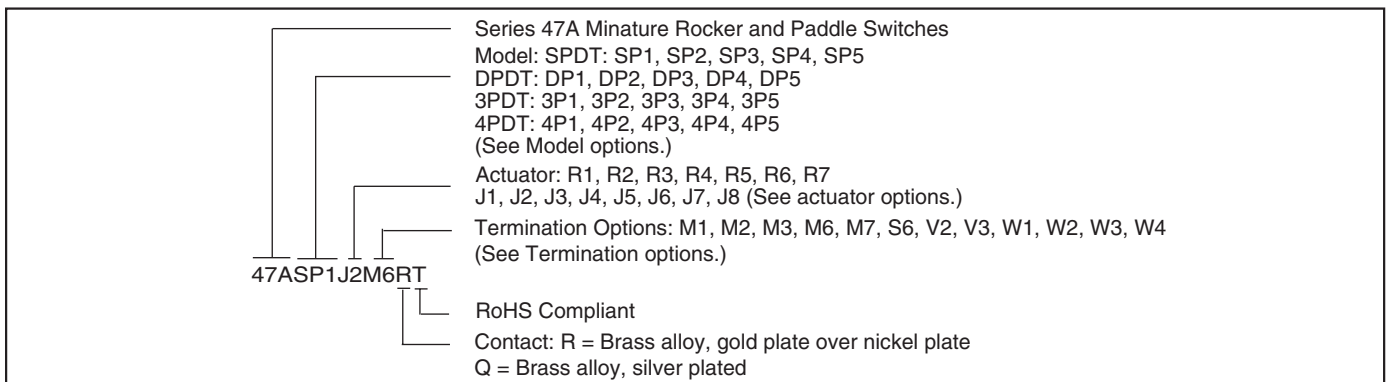 Series 47A Minature Rocker and Paddle Switches
Model: SPDT: SP1, SP2, SP3, SP4, SP5
DPDT: DP1, DP2, DP3, DP4, DP5
3PDT: 3P1, 3P2, 3P3, 3P4, 3P5
4PDT: 4P1, 4P2, 4P3, 4P4, 4P5
(See Model options.)
Actuator: R1, R2, R3, R4, R5, R6, R7
J1, J2, J3, J4, J5, J6, J7, J8 (See actuator options.)
Termination Options: M1, M2, M3, M6, M7, S6, V2, V3, W1, W2, W3, W4
(See Termination options.)
47ASP1J2M6RT
RoHS Compliant
Contact: R = Brass alloy, gold plate over nickel plate
Q = Brass alloy, silver plated